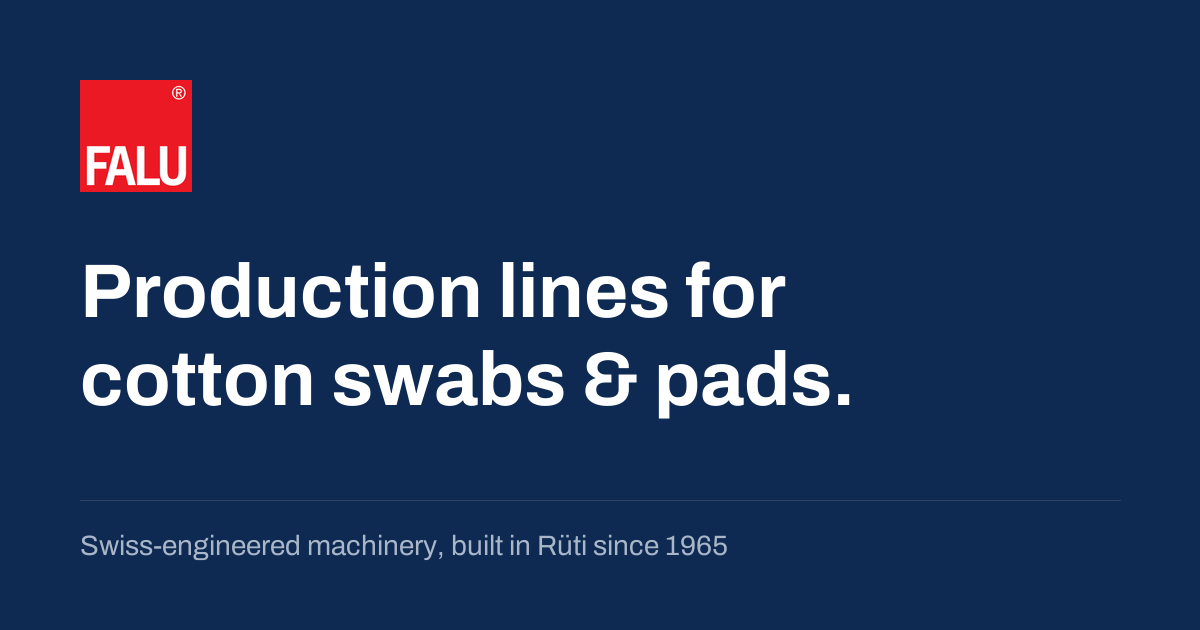 ®
FALU
Production lines for
cotton swabs & pads.
Swiss-engineered machinery, built in Rüti since 1965